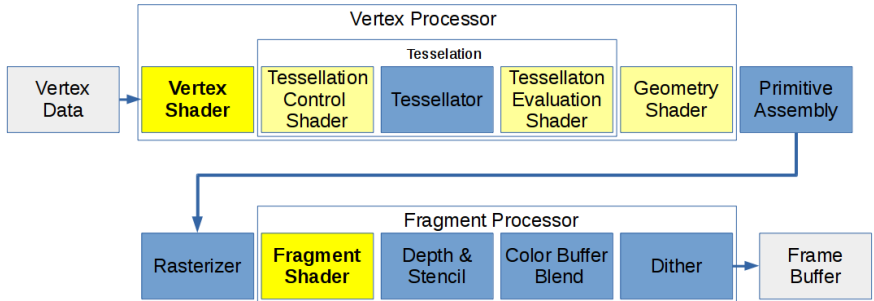 Vertex Processor
Tesselation
Vertex
Data
Vertex
Shader
Tessellation
Control
Shader
Tessellator
Tessellaton
Evaluation
Shader
Geometry
Shader
Primitive
Assembly
Fragment Processor
Rasterizer
Fragment
Shader
Depth &
Stencil
Color Buffer
Blend
Dither
Frame
Buffer